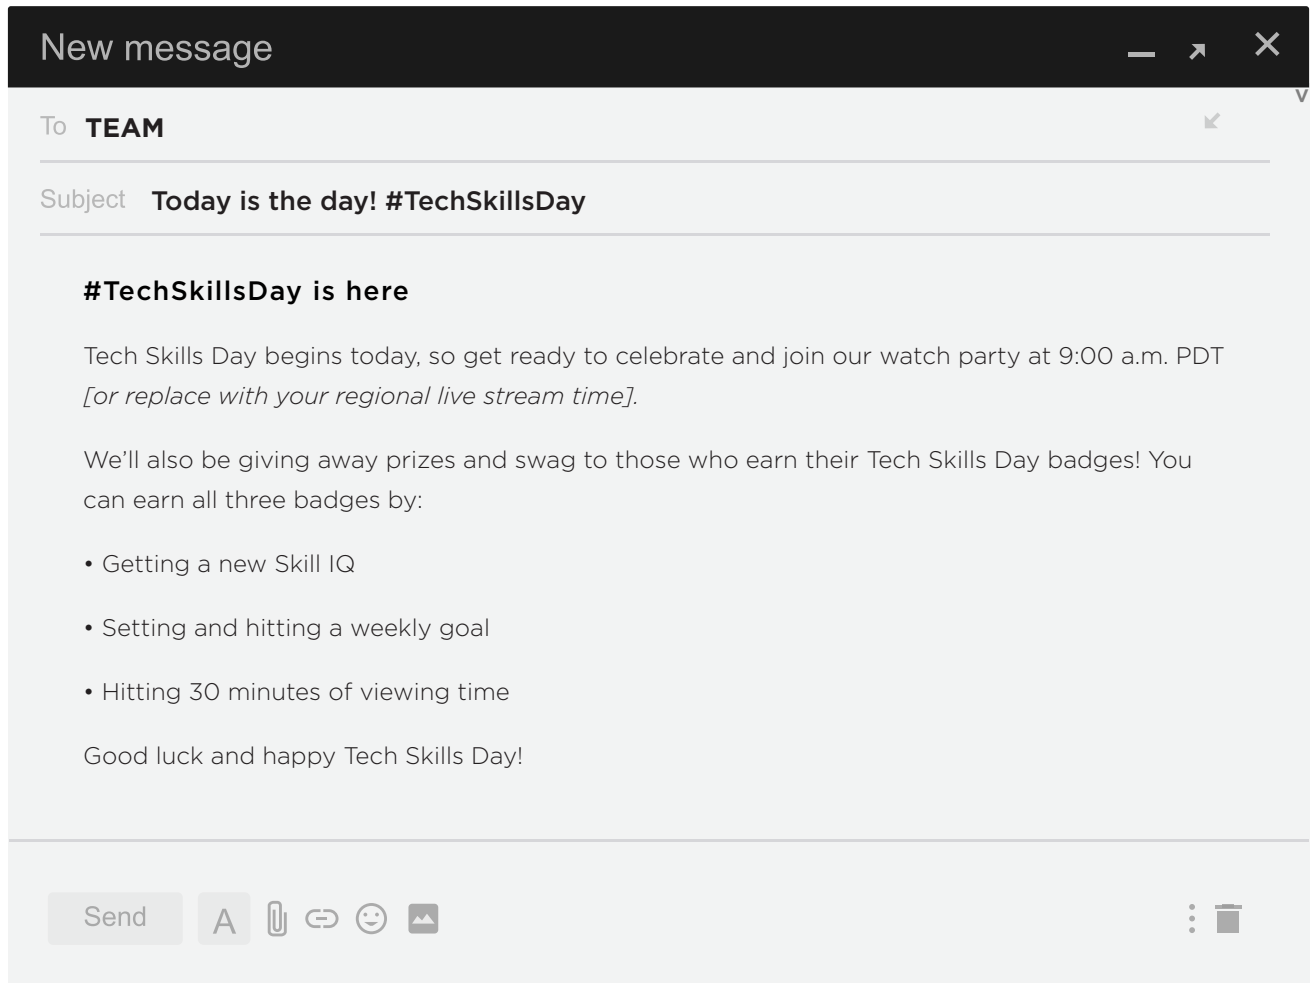 New message
To TEAM
Subject Today is the day! #TechSkillsDay
#TechSkillsDay is here
Tech Skills Day begins today, so get ready to celebrate and join our watch party at 9:00 a.m. PDT
[or replace with your regional live stream time].
We’ll also be giving away prizes and swag to those who earn their Tech Skills Day badges! You
can earn all three badges by:
• Getting a new Skill IQ
• Setting and hitting a weekly goal
• Hitting 30 minutes of viewing time
Good luck and happy Tech Skills Day!
Send A